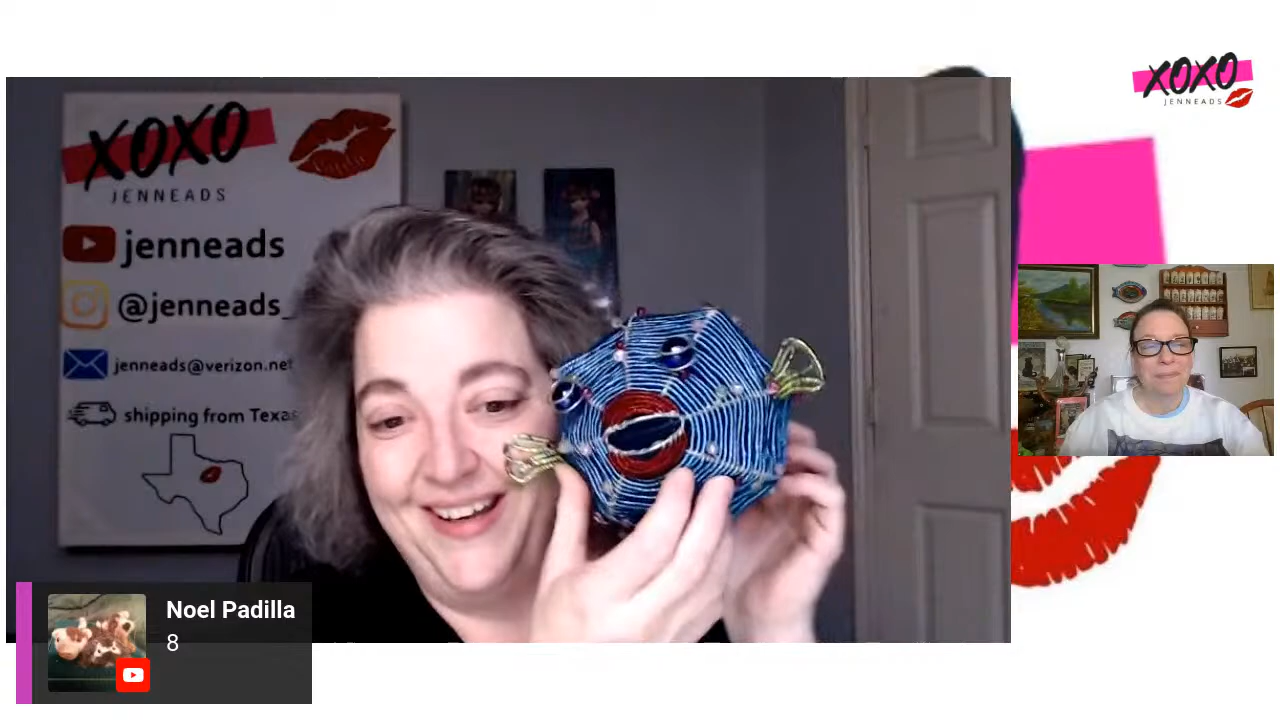 XOXO
JENNEADS
XOXO
JENNEADS
jenneads
@jenneads_
jenneads@verizon.net
shipping from Texas
Noel Padilla
8